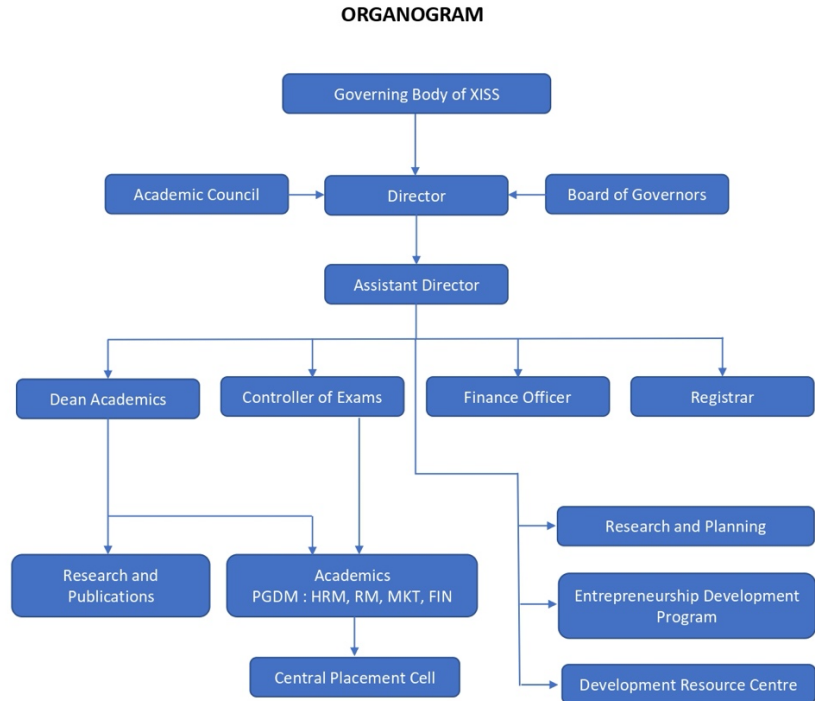 ORGANOGRAM
Governing Body of XISS
Academic Council
Director
Board of Governors
Assistant Director
Dean Academics
Controller of Exams
Finance Officer
Registrar
Research and Planning
Research and
Publications
Academics
PGDM : HRM, RM, MKT, FIN
Entrepreneurship Development
Program
Central Placement Cell
Development Resource Centre